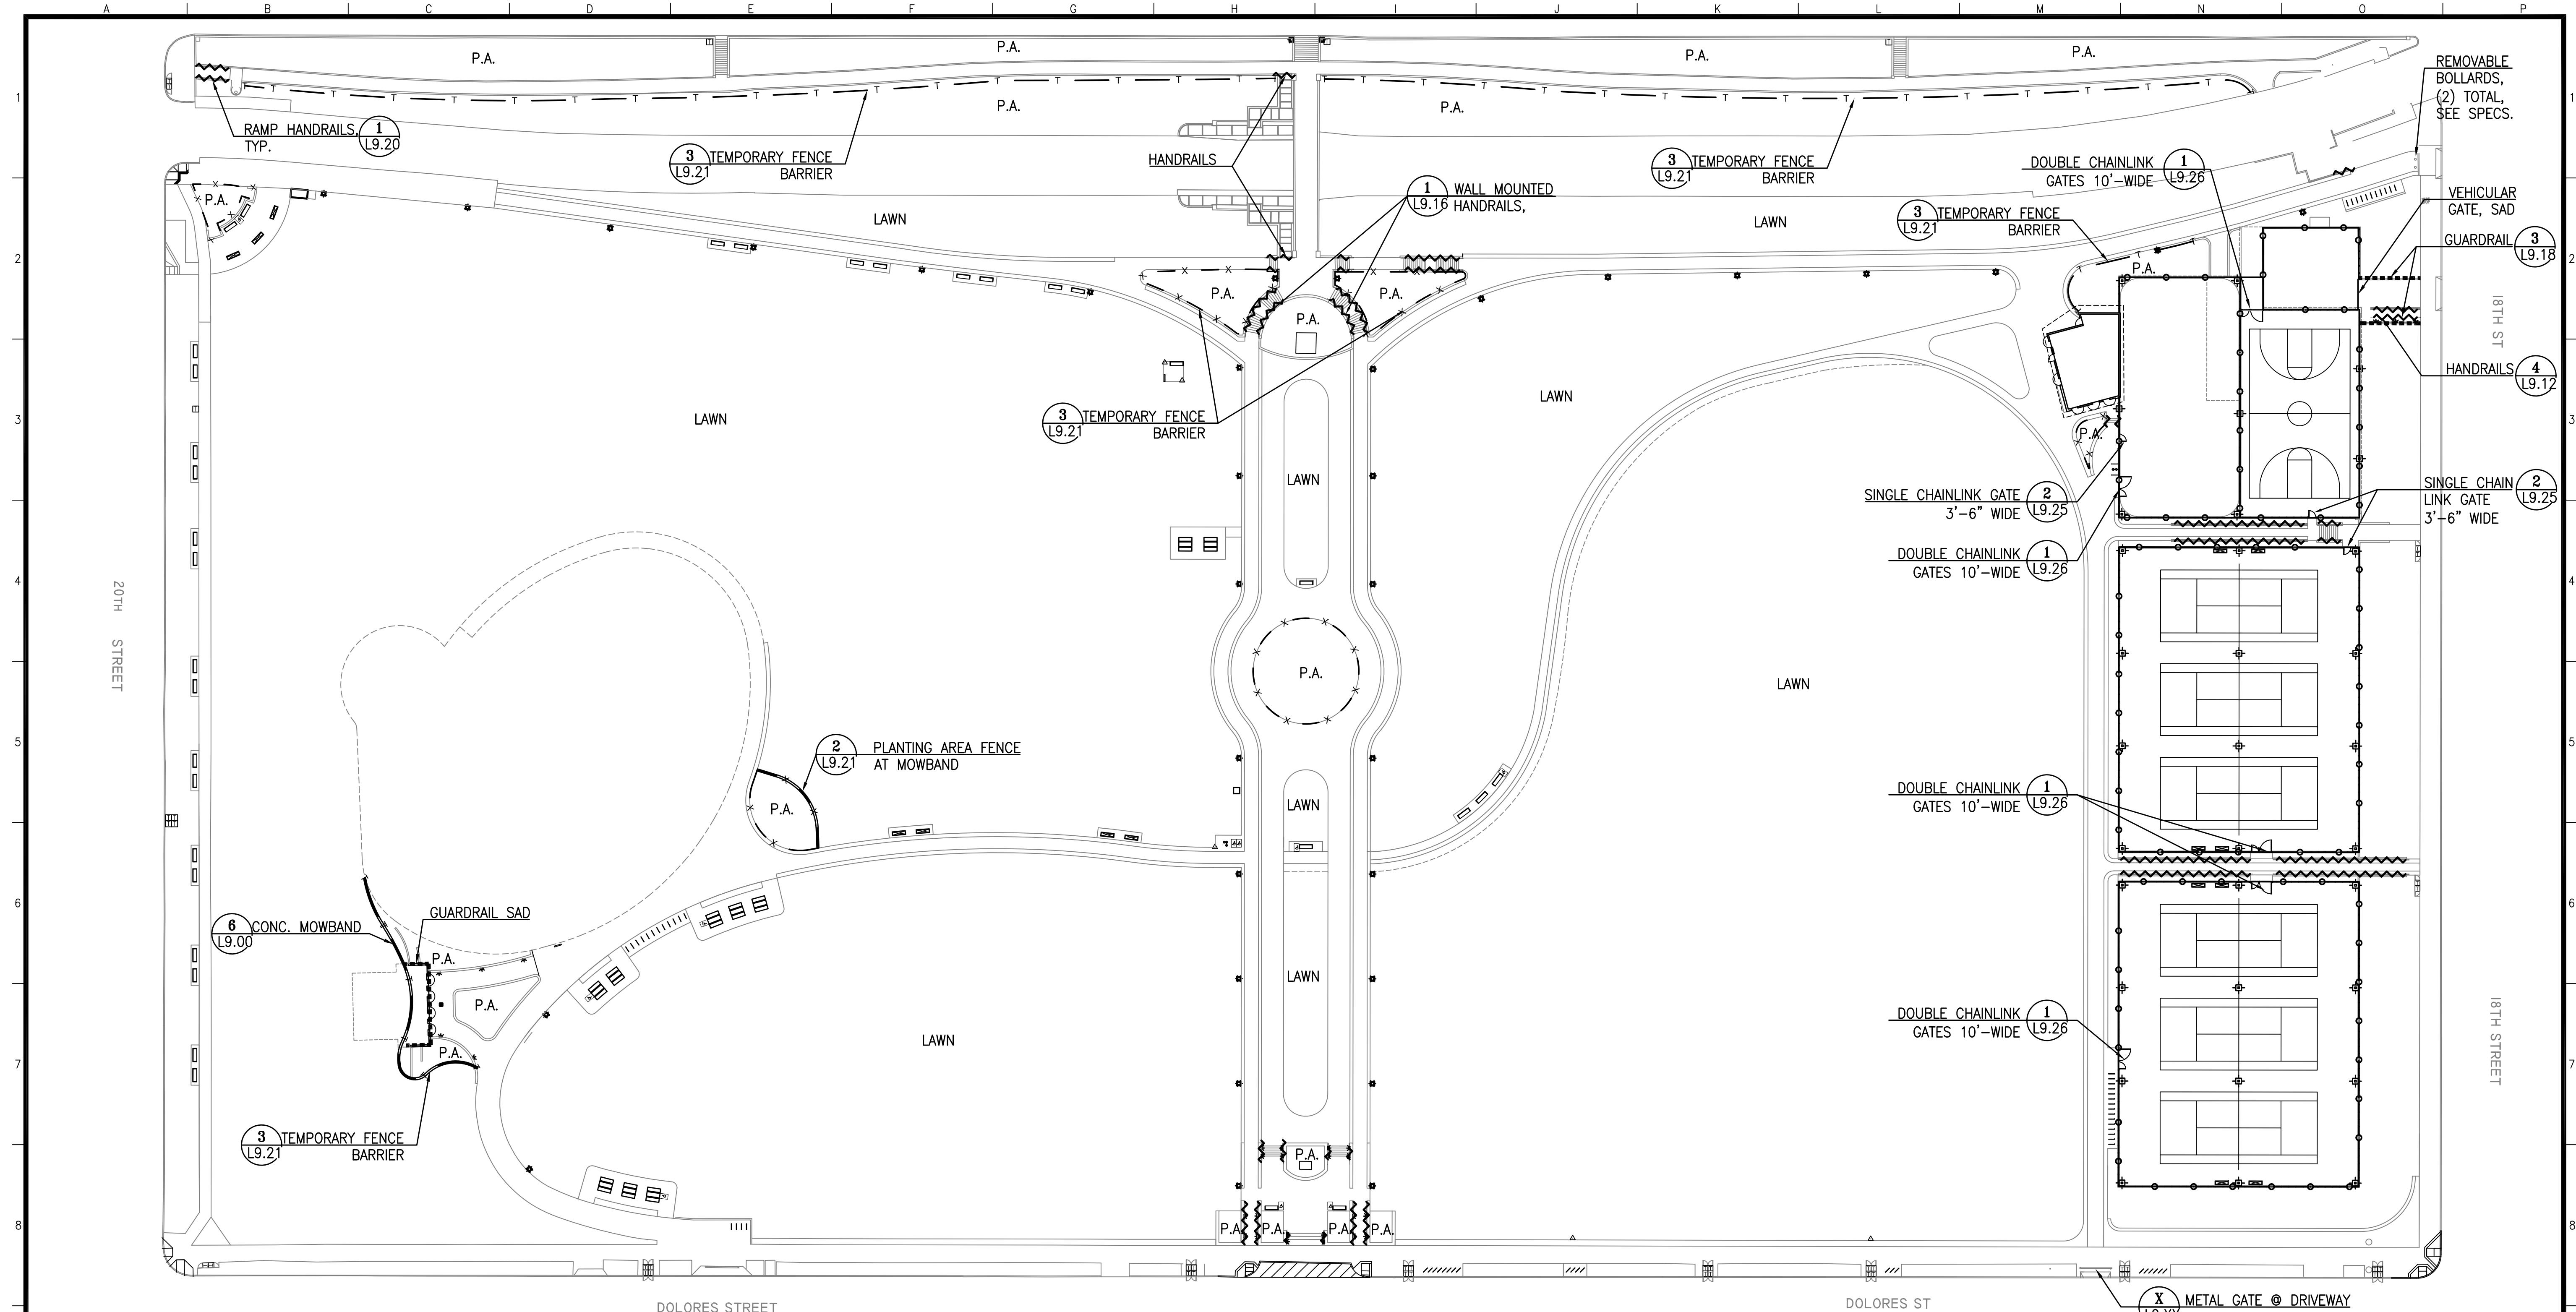 A B C D E F G H I J K L M N O P
P.A.
P.A.
P.A.
P.A.
REMOVABLE
BOLLARDS,
(2) TOTAL,
SEE SPECS.
1
1
P.A.
P.A.
RAMP HANDRAILS,
TYP.
1
L9.20
3
L9.21
TEMPORARY FENCE
BARRIER
HANDRAILS
3
L9.21
TEMPORARY FENCE
BARRIER
DOUBLE CHAINLINK
GATES 10'-WIDE
1
L9.26
1
L9.16
WALL MOUNTED
HANDRAILS,
VEHICULAR
GATE, SAD
P.A.
LAWN
LAWN
3
L9.21
TEMPORARY FENCE
BARRIER
GUARDRAIL
3
L9.18
2
2
P.A.
P.A.
P.A.
P.A.
18TH ST
HANDRAILS
4
L9.12
LAWN
LAWN
3
L9.21
TEMPORARY FENCE
BARRIER
3
3
P.A.
LAWN
SINGLE CHAINLINK GATE
3'-6" WIDE
2
L9.25
SINGLE CHAIN
LINK GATE
3'-6" WIDE
2
L9.25
DOUBLE CHAINLINK
GATES 10'-WIDE
1
L9.26
4
4
20TH STREET
P.A.
LAWN
5
5
2
L9.21
PLANTING AREA FENCE
AT MOWBAND
P.A.
LAWN
DOUBLE CHAINLINK
GATES 10'-WIDE
1
L9.26
6
6
6
L9.00
CONC. MOWBAND
GUARDRAIL SAD
P.A.
P.A.
LAWN
LAWN
DOUBLE CHAINLINK
GATES 10'-WIDE
1
L9.26
18TH STREET
P.A.
7
7
3
L9.21
TEMPORARY FENCE
BARRIER
P.A.
8
8
P.A.
P.A.
P.A.
P.A.
DOLORES STREET
DOLORES ST
X
METAL GATE @ DRIVEWAY